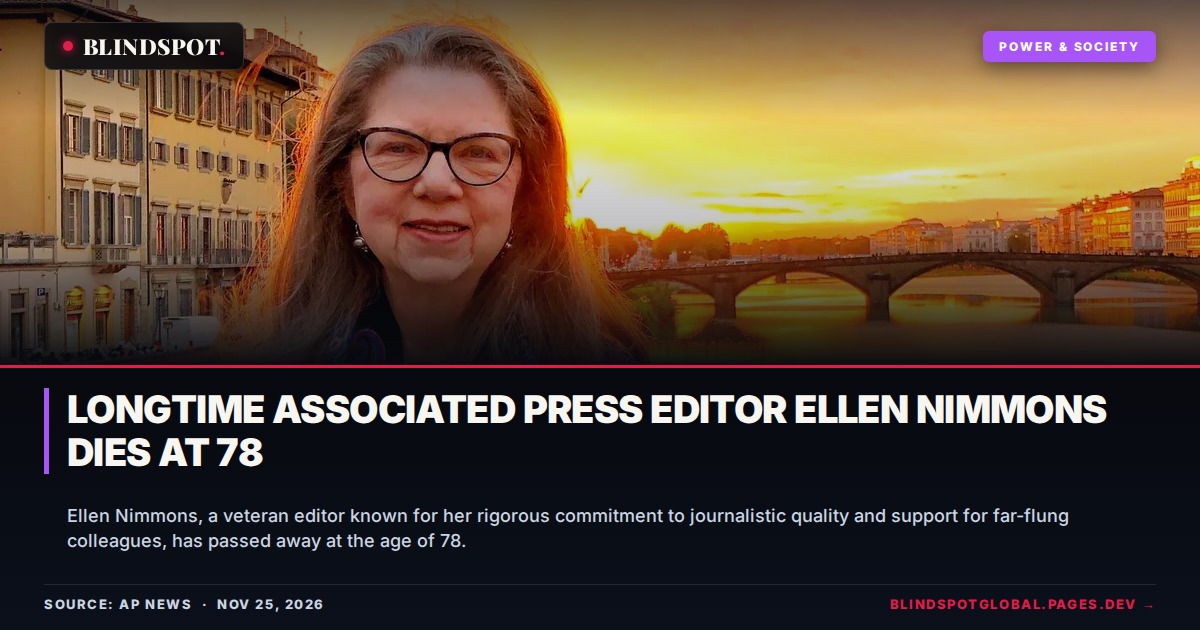 BLINDSPOT.
POWER & SOCIETY
LONGTIME ASSOCIATED PRESS EDITOR ELLEN NIMMONS
DIES AT 78
Ellen Nimmons, a veteran editor known for her rigorous commitment to journalistic quality and support for far-flung
colleagues, has passed away at the age of 78.
SOURCE: AP NEWS · NOV 25, 2026
BLINDSPOTGLOBAL.PAGES.DEV →